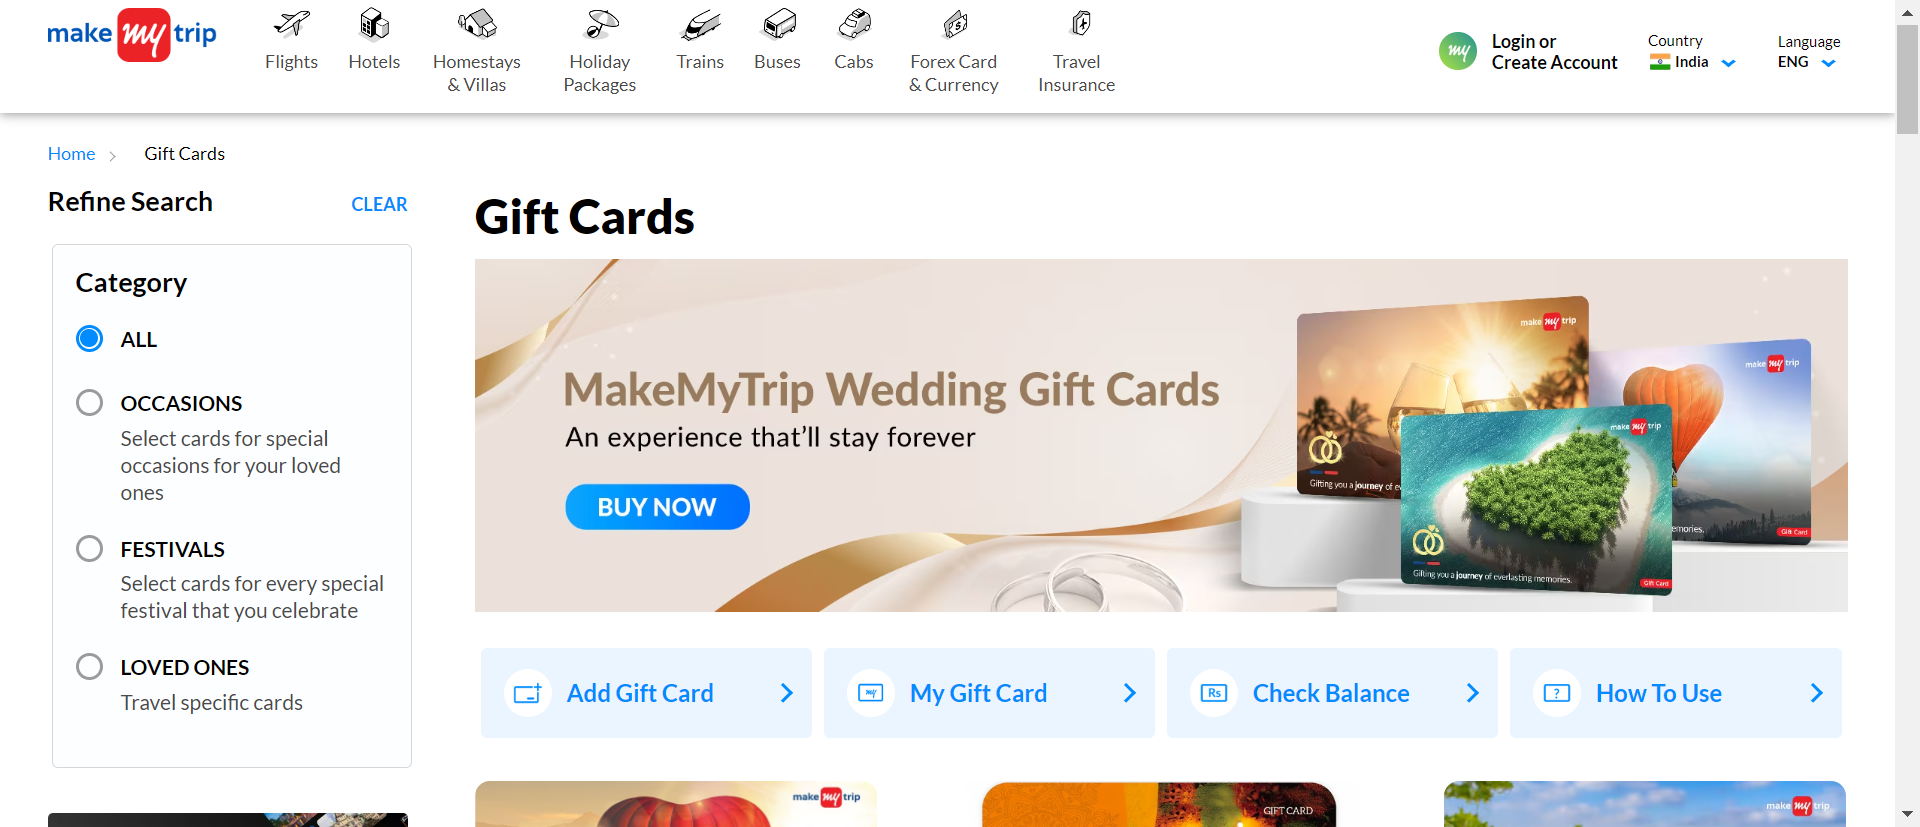 make my trip
Flights
Hotels
Homestays
& Villas
Holiday
Packages
Trains
Buses
Cabs
Forex Card
& Currency
Travel
Insurance
my
Login or
Create Account
Country
India
Language
ENG
Home
Gift Cards
Refine Search
CLEAR
Category
ALL
OCCASIONS
Select cards for special
occasions for your loved
ones
FESTIVALS
Select cards for every special
festival that you celebrate
LOVED ONES
Travel specific cards
Gift Cards
MakeMyTrip Wedding Gift Cards
An experience that'll stay forever
BUY NOW
make my trip
Gifting you a journey of
make my trip
Gifting you a journey of everlasting memories.
Gift Card
make my trip
Gift Card
Add Gift Card
my
My Gift Card
Rs
Check Balance
?
How To Use
make my trip
GIFT CARD
make my trip